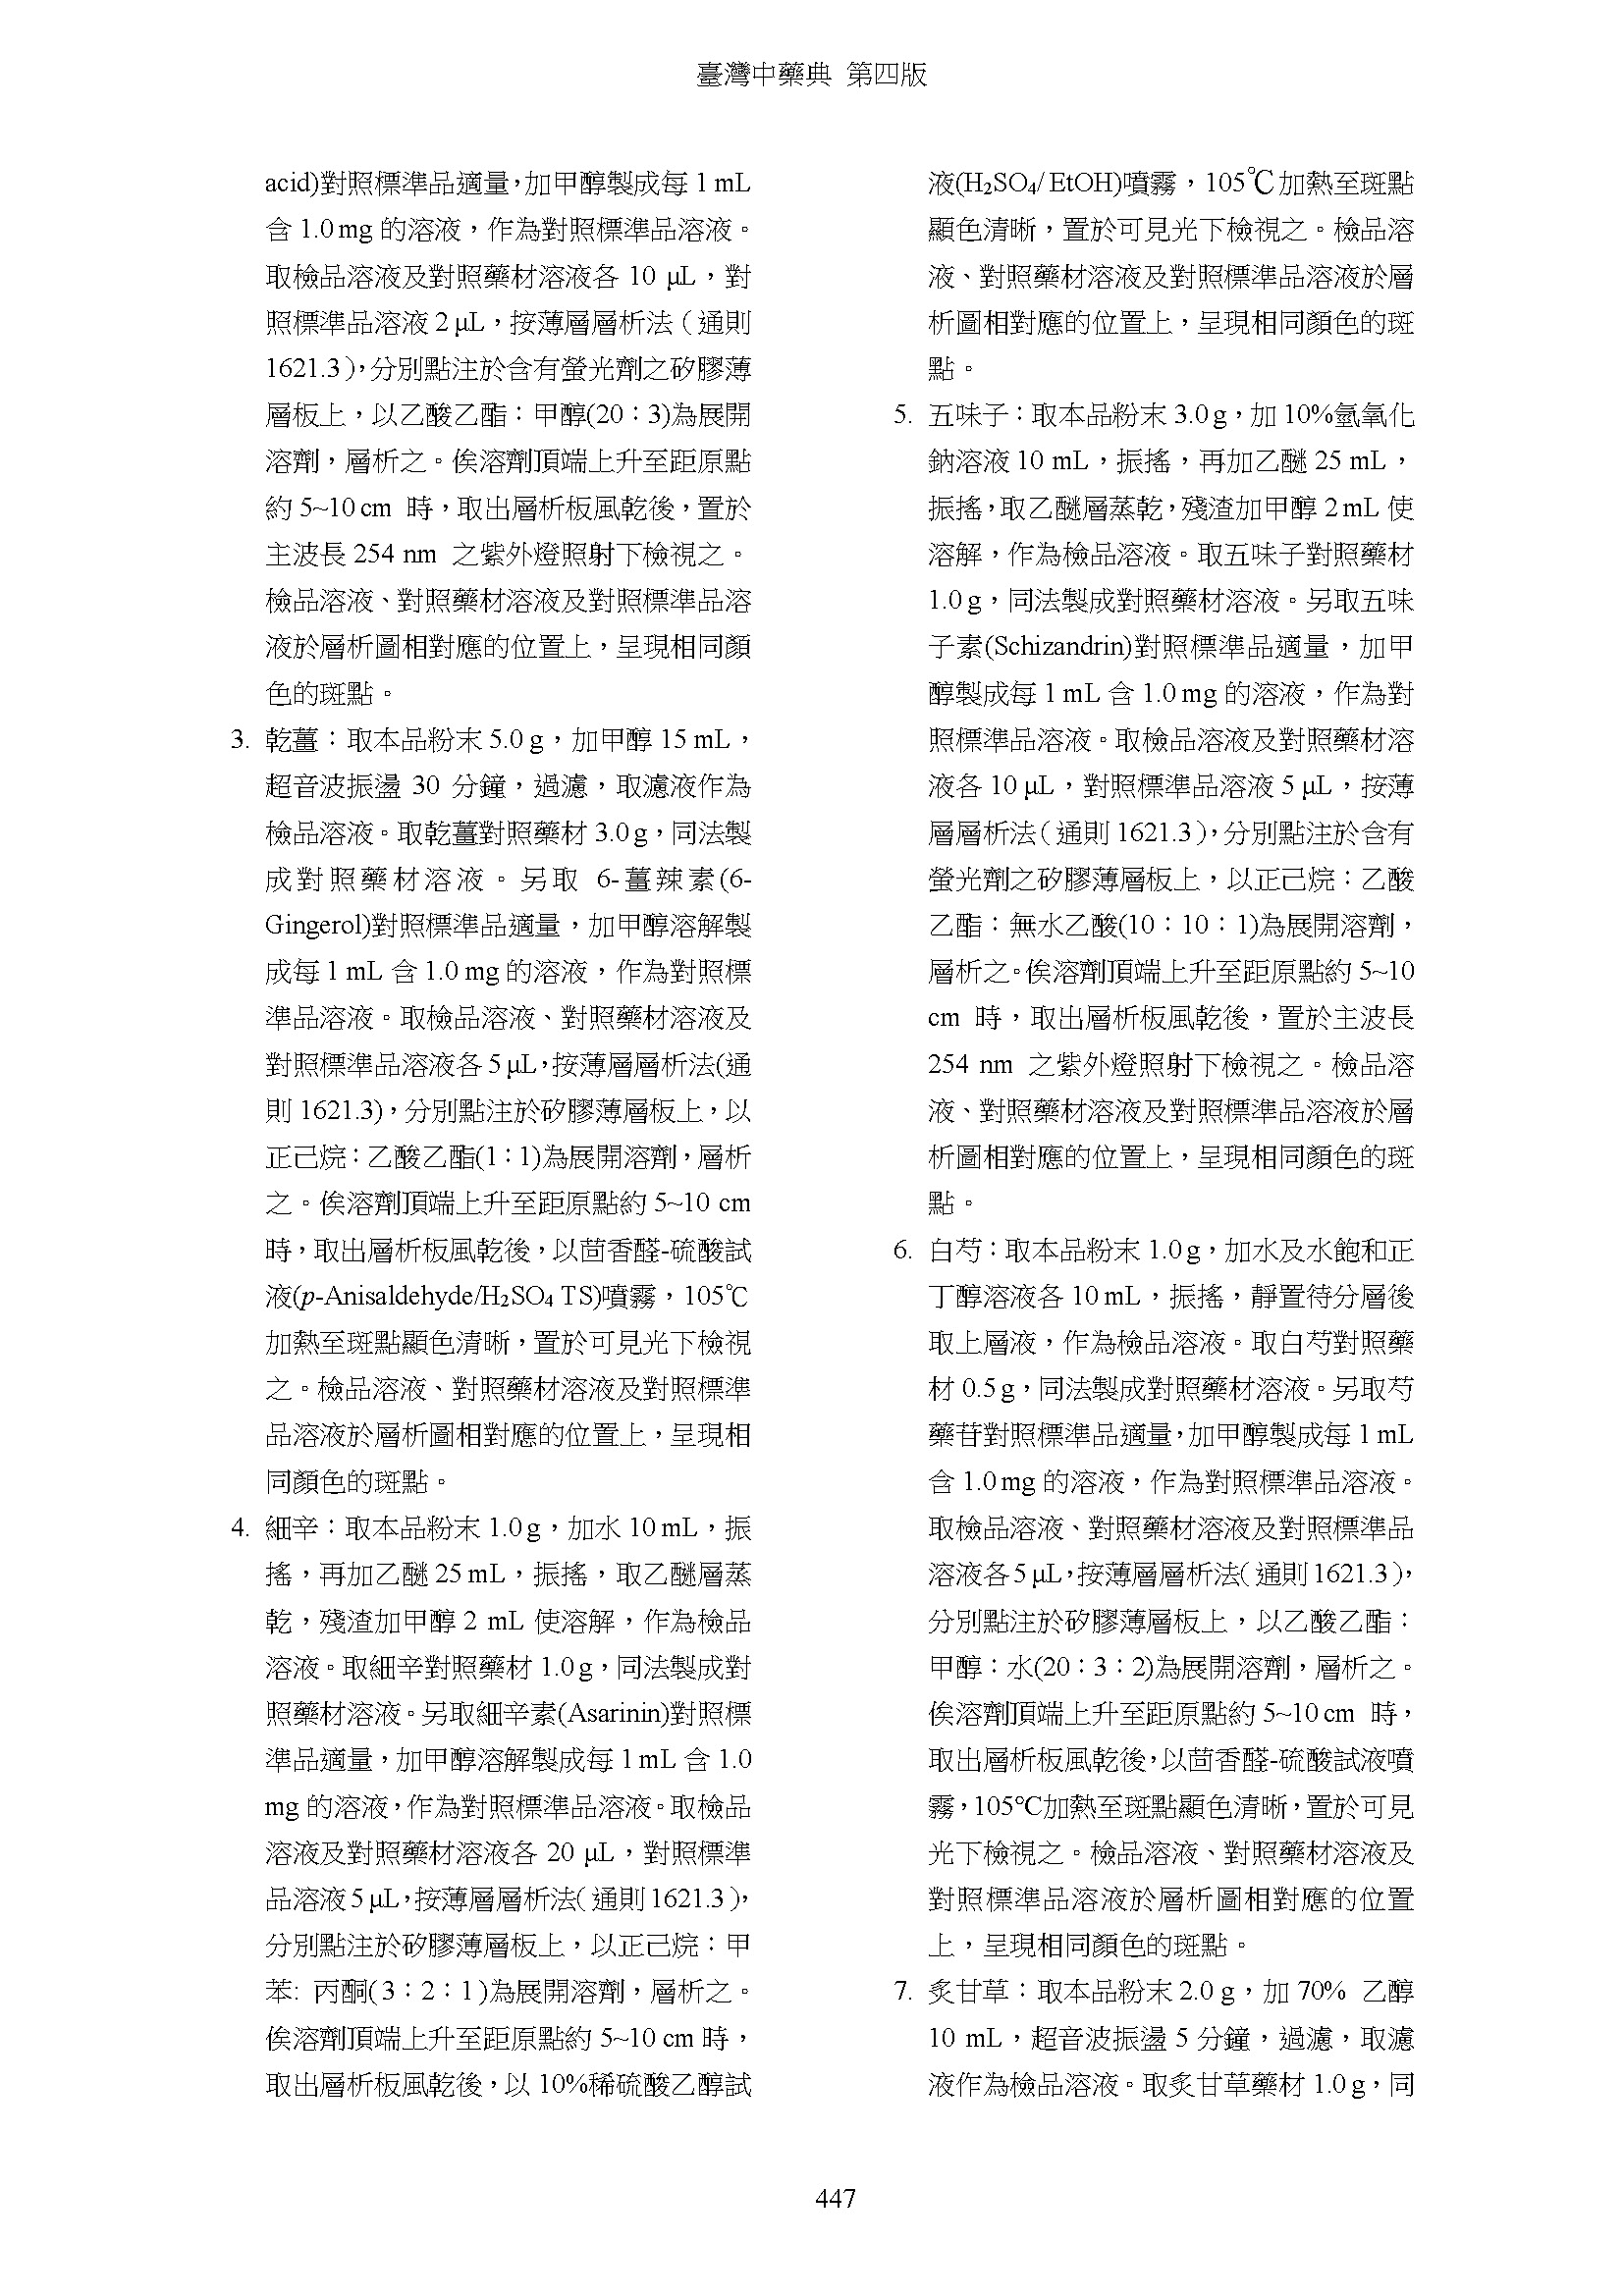 臺灣中藥典 第四版
acid)對照標準品適量，加甲醇製成每 1 mL
含 1.0 mg 的溶液，作為對照標準品溶液。
取檢品溶液及對照藥材溶液各 10 μL，對
照標準品溶液 2 μL，按薄層層析法（通則
1621.3），分別點注於含有螢光劑之矽膠薄
層板上，以乙酸乙酯：甲醇(20：3)為展開
溶劑，層析之。俟溶劑頂端上升至距原點
約 5~10 cm 時，取出層析板風乾後，置於
主波長 254 nm 之紫外燈照射下檢視之。
檢品溶液、對照藥材溶液及對照標準品溶
液於層析圖相對應的位置上，呈現相同顏
色的斑點。
3. 乾薑：取本品粉末 5.0 g，加甲醇 15 mL，
超音波振盪 30 分鐘，過濾，取濾液作為
檢品溶液。取乾薑對照藥材 3.0 g，同法製
成對照藥材溶液。另取 6-薑辣素(6-
Gingerol)對照標準品適量，加甲醇溶解製
成每 1 mL 含 1.0 mg 的溶液，作為對照標
準品溶液。取檢品溶液、對照藥材溶液及
對照標準品溶液各 5 μL，按薄層層析法(通
則 1621.3)，分別點注於矽膠薄層板上，以
正己烷：乙酸乙酯(1：1)為展開溶劑，層析
之。俟溶劑頂端上升至距原點約 5~10 cm
時，取出層析板風乾後，以茴香醛-硫酸試
液(p-Anisaldehyde/H₂SO₄ TS)噴霧，105℃
加熱至斑點顯色清晰，置於可見光下檢視
之。檢品溶液、對照藥材溶液及對照標準
品溶液於層析圖相對應的位置上，呈現相
同顏色的斑點。
4. 細辛：取本品粉末 1.0 g，加水 10 mL，振
搖，再加乙醚 25 mL，振搖，取乙醚層蒸
乾，殘渣加甲醇 2 mL 使溶解，作為檢品
溶液。取細辛對照藥材 1.0 g，同法製成對
照藥材溶液。另取細辛素(Asarinin)對照標
準品適量，加甲醇溶解製成每 1 mL 含 1.0
mg 的溶液，作為對照標準品溶液。取檢品
溶液及對照藥材溶液各 20 μL，對照標準
品溶液 5 μL，按薄層層析法（通則 1621.3），
分別點注於矽膠薄層板上，以正己烷：甲
苯: 丙酮(3：2：1)為展開溶劑，層析之。
俟溶劑頂端上升至距原點約 5~10 cm 時，
取出層析板風乾後，以 10%稀硫酸乙醇試
液(H₂SO₄/ EtOH)噴霧，105℃加熱至斑點
顯色清晰，置於可見光下檢視之。檢品溶
液、對照藥材溶液及對照標準品溶液於層
析圖相對應的位置上，呈現相同顏色的斑
點。
5. 五味子：取本品粉末 3.0 g，加 10%氫氧化
鈉溶液 10 mL，振搖，再加乙醚 25 mL，
振搖，取乙醚層蒸乾，殘渣加甲醇 2 mL 使
溶解，作為檢品溶液。取五味子對照藥材
1.0 g，同法製成對照藥材溶液。另取五味
子素(Schizandrin)對照標準品適量，加甲
醇製成每 1 mL 含 1.0 mg 的溶液，作為對
照標準品溶液。取檢品溶液及對照藥材溶
液各 10 μL，對照標準品溶液 5 μL，按薄
層層析法（通則 1621.3），分別點注於含有
螢光劑之矽膠薄層板上，以正己烷：乙酸
乙酯：無水乙酸(10：10：1)為展開溶劑，
層析之。俟溶劑頂端上升至距原點約 5~10
cm 時，取出層析板風乾後，置於主波長
254 nm 之紫外燈照射下檢視之。檢品溶
液、對照藥材溶液及對照標準品溶液於層
析圖相對應的位置上，呈現相同顏色的斑
點。
6. 白芍：取本品粉末 1.0 g，加水及水飽和正
丁醇溶液各 10 mL，振搖，靜置待分層後
取上層液，作為檢品溶液。取白芍對照藥
材 0.5 g，同法製成對照藥材溶液。另取芍
藥苷對照標準品適量，加甲醇製成每 1 mL
含 1.0 mg 的溶液，作為對照標準品溶液。
取檢品溶液、對照藥材溶液及對照標準品
溶液各 5 μL，按薄層層析法（通則 1621.3），
分別點注於矽膠薄層板上，以乙酸乙酯：
甲醇：水(20：3：2)為展開溶劑，層析之。
俟溶劑頂端上升至距原點約 5~10 cm 時，
取出層析板風乾後，以茴香醛-硫酸試液噴
霧，105℃加熱至斑點顯色清晰，置於可見
光下檢視之。檢品溶液、對照藥材溶液及
對照標準品溶液於層析圖相對應的位置
上，呈現相同顏色的斑點。
7. 炙甘草：取本品粉末 2.0 g，加 70% 乙醇
10 mL，超音波振盪 5 分鐘，過濾，取濾
液作為檢品溶液。取炙甘草藥材 1.0 g，同
447